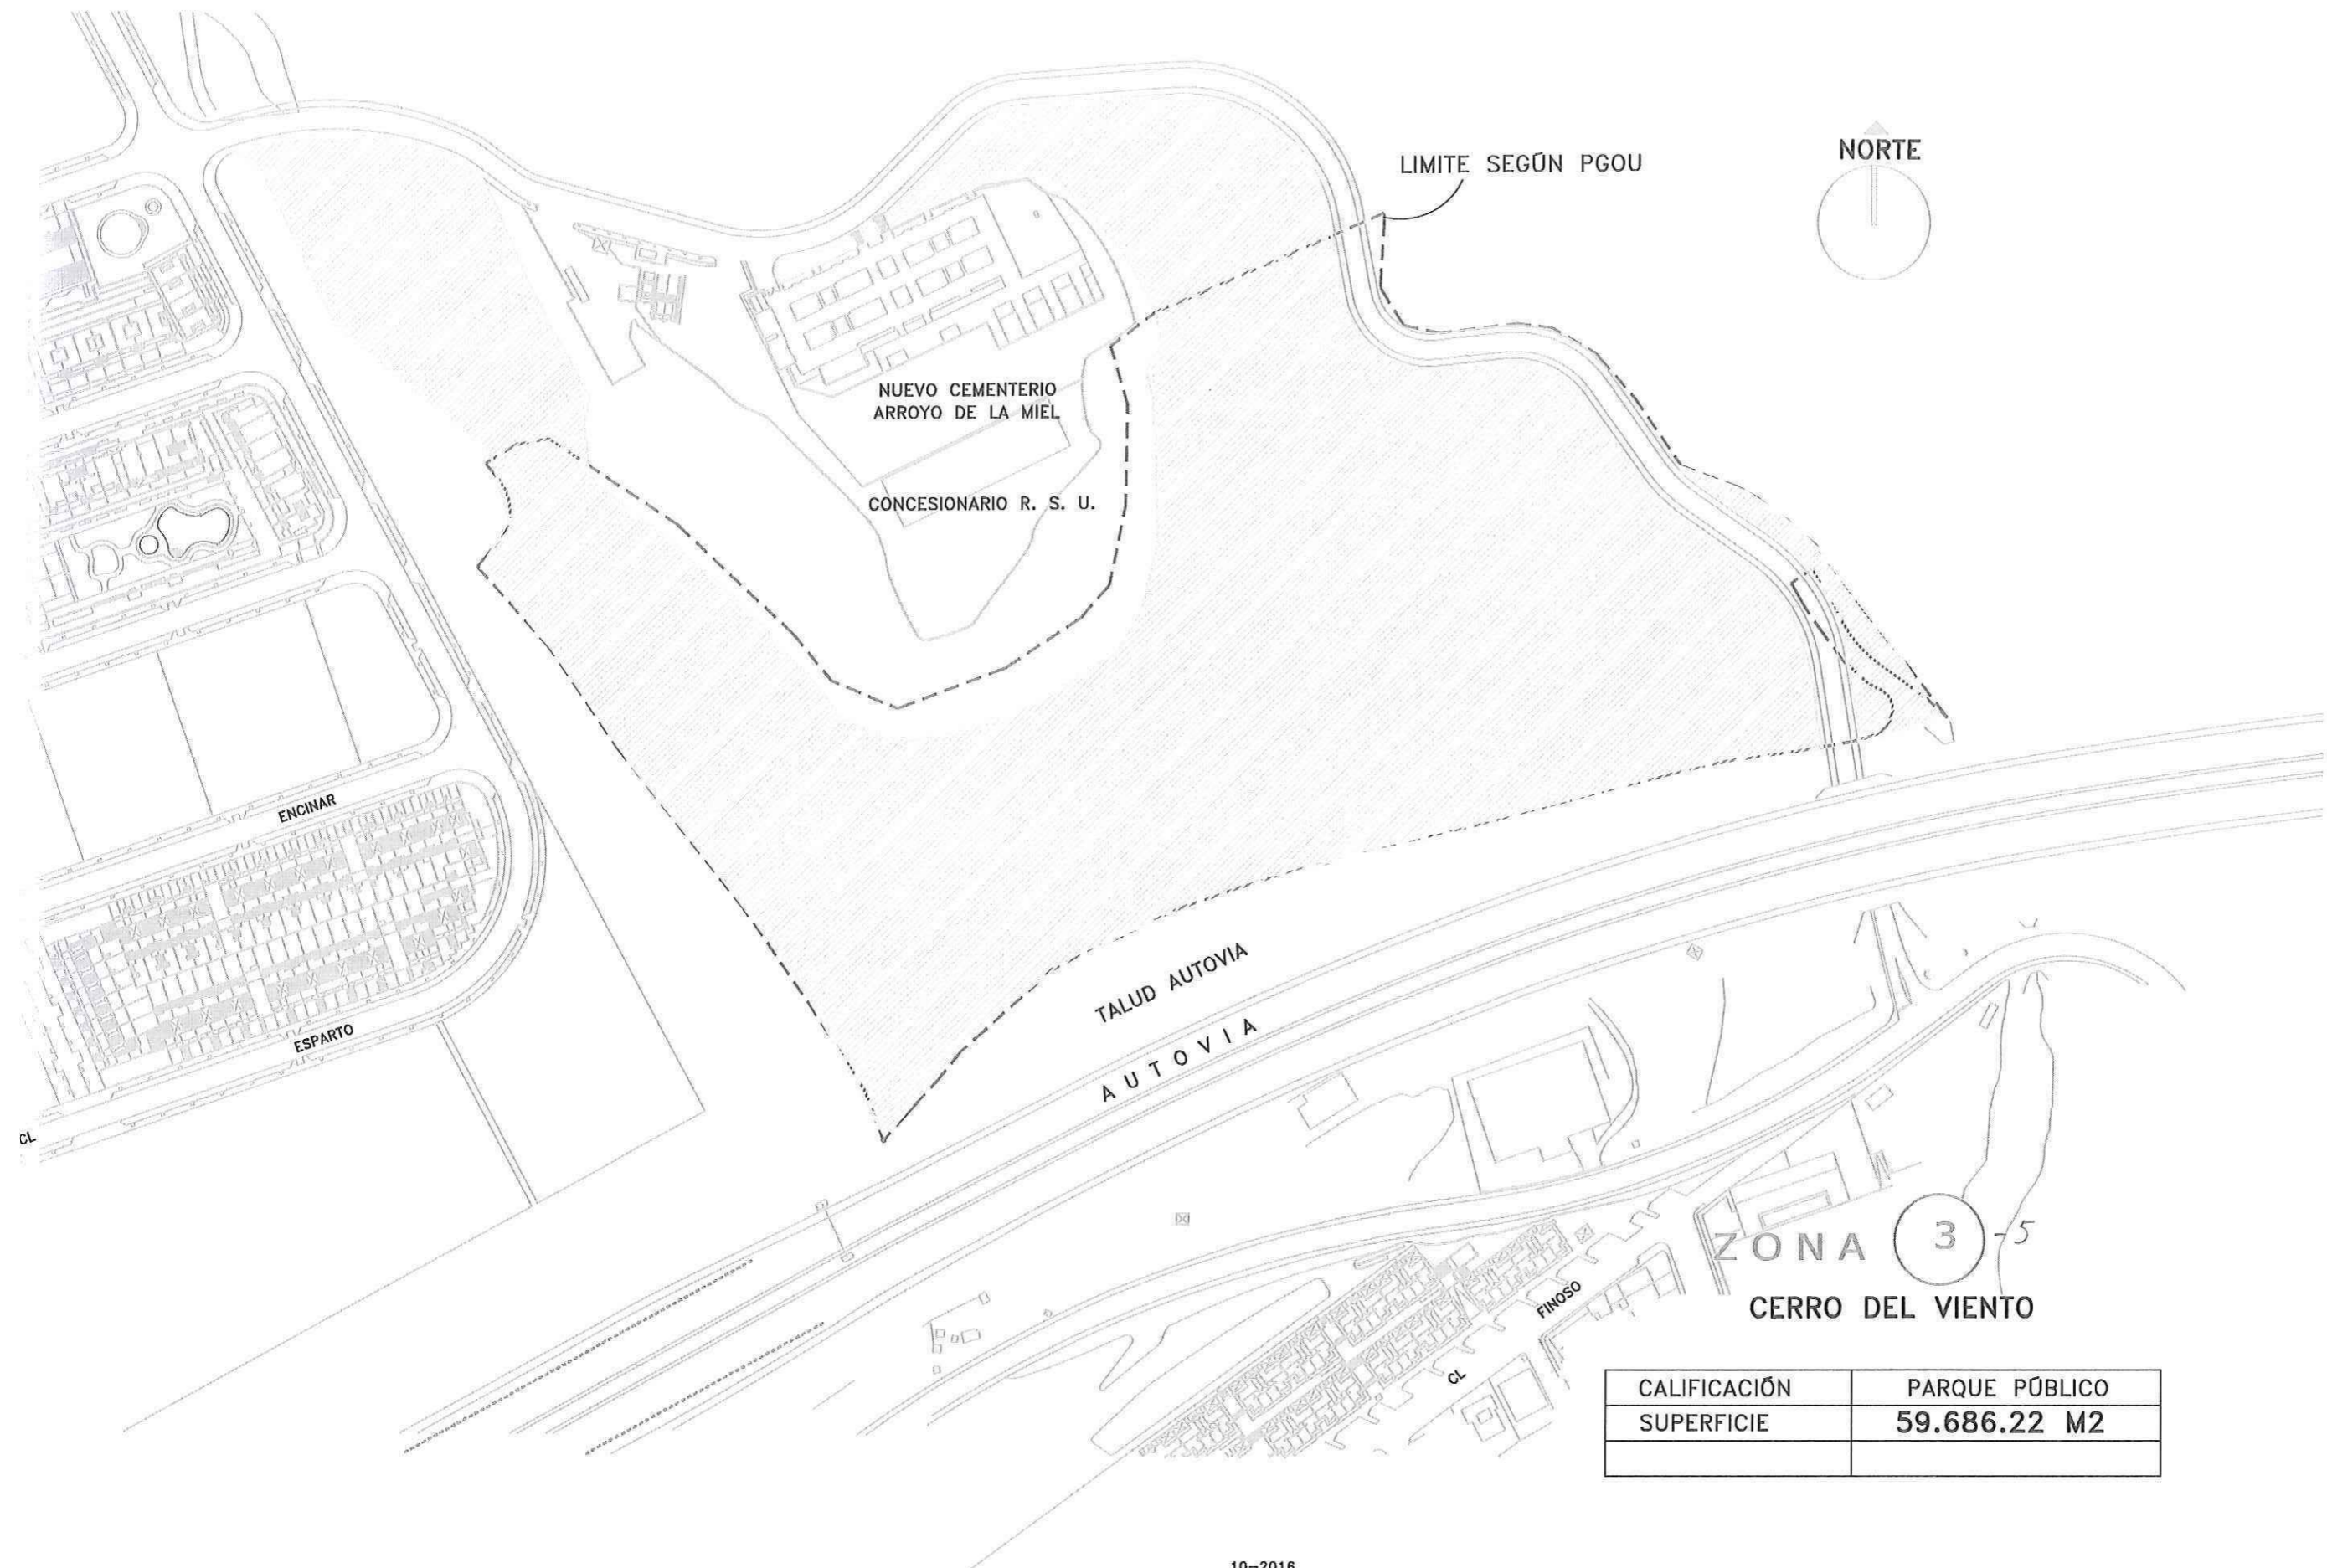 LIMITE SEGÚN PGOU
NORTE
NUEVO CEMENTERIO
ARROYO DE LA MIEL
CONCESIONARIO R. S. U.
ENCINAR
ESPARTO
CL
TALUD AUTOVIA
AUTOVIA
FINOSO
CL
ZONA 3 -5
CERRO DEL VIENTO
CALIFICACIÓN PARQUE PÚBLICO
SUPERFICIE 59.686.22 M2
10-2016